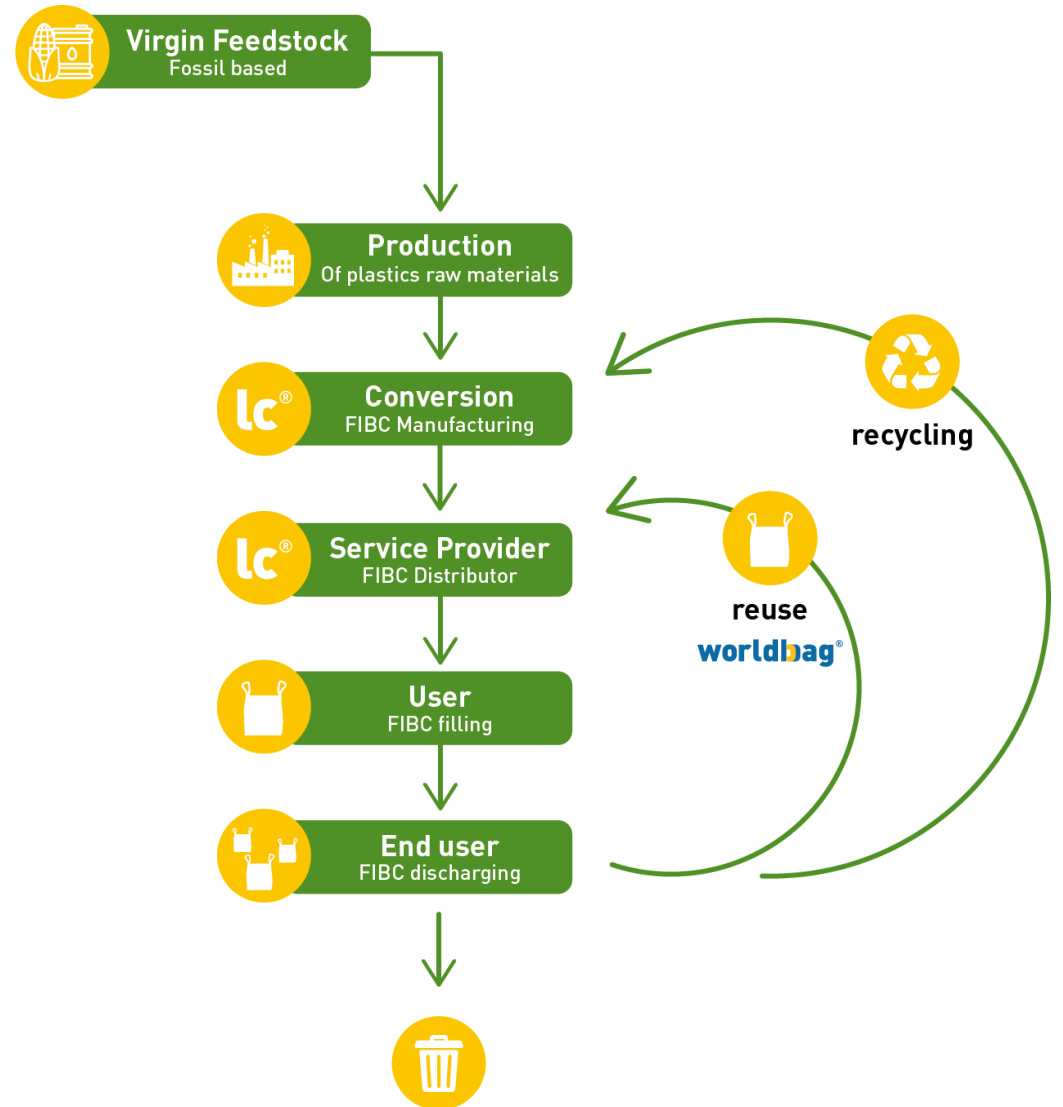 Virgin Feedstock
Fossil based
Production
Of plastics raw materials
lc®
Conversion
FIBC Manufacturing
recycling
lc®
Service Provider
FIBC Distributor
reuse
worldbag®
User
FIBC filling
End user
FIBC discharging